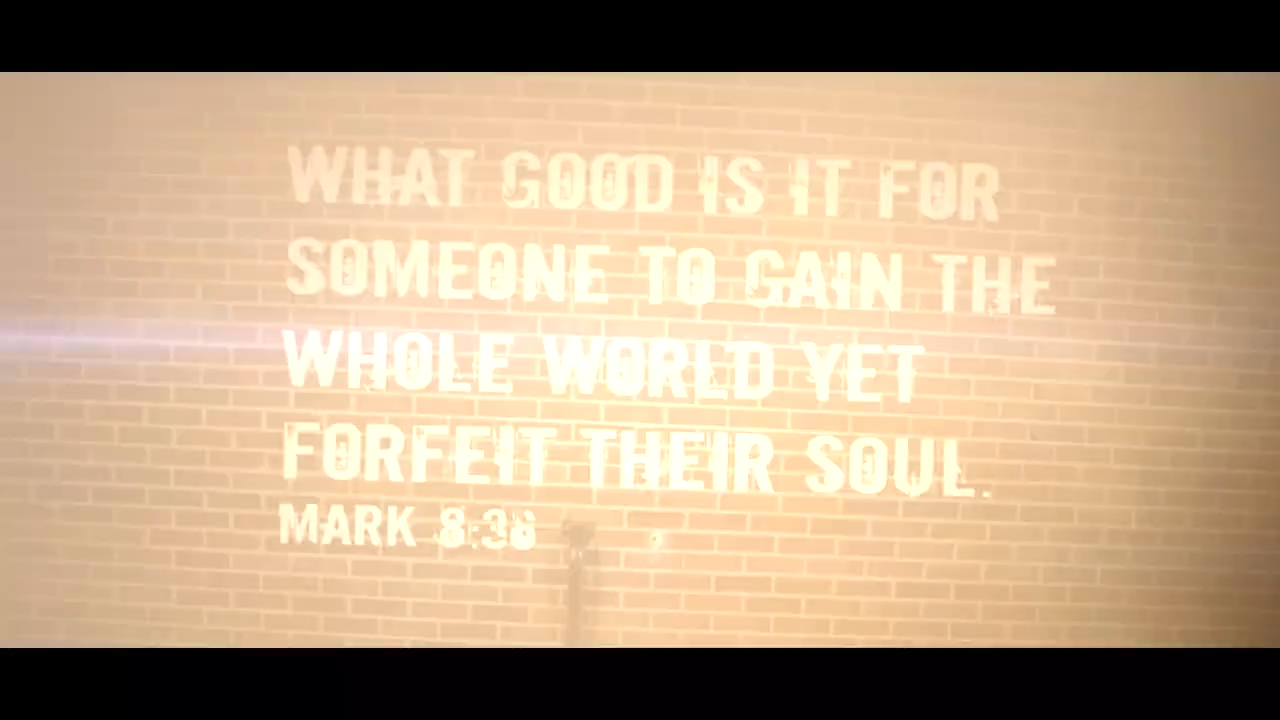 WHAT GOOD IS IT FOR
SOMEONE TO GAIN THE
WHOLE WORLD YET
FORFEIT THEIR SOUL.
MARK 8:36